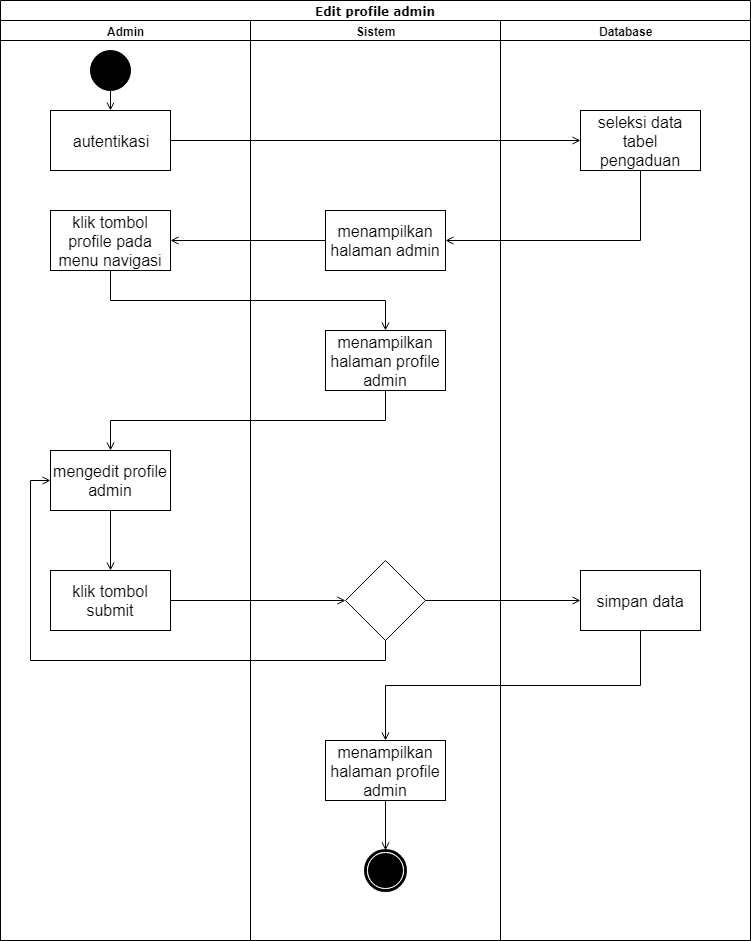 Edit profile admin
Admin
Sistem
Database
autentikasi
seleksi data
tabel
pengaduan
klik tombol
profile pada
menu navigasi
menampilkan
halaman admin
menampilkan
halaman profile
admin
mengedit profile
admin
klik tombol
submit
simpan data
menampilkan
halaman profile
admin